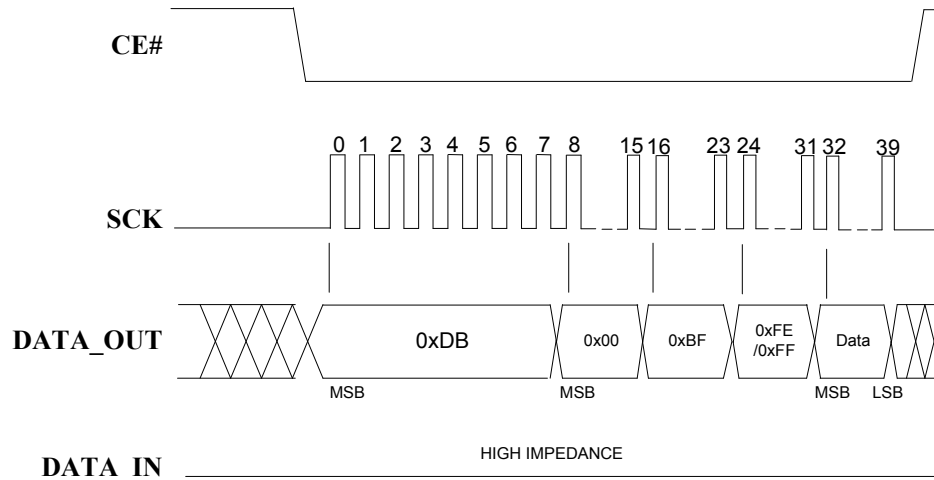 CE#
0 1 2 3 4 5 6 7 8 15 16 23 24 31 32 39
SCK
DATA_OUT
0xDB
0x00
0xBF
0xFE
/0xFF
Data
MSB MSB MSB LSB
HIGH IMPEDANCE
DATA_IN